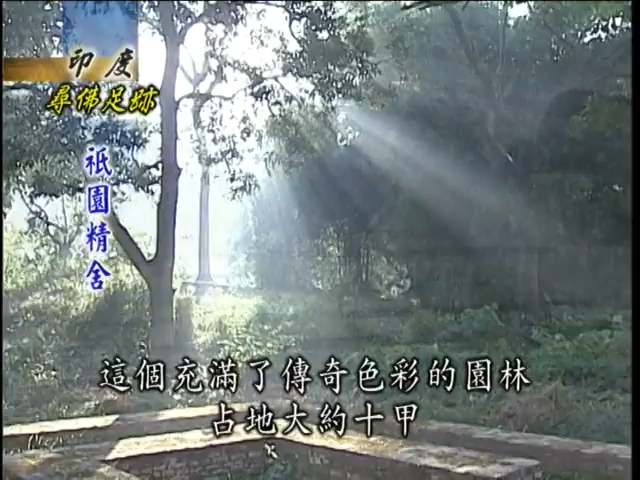 印度
尋佛足跡
祇園精舍
這個充滿了傳奇色彩的園林
占地大約十甲